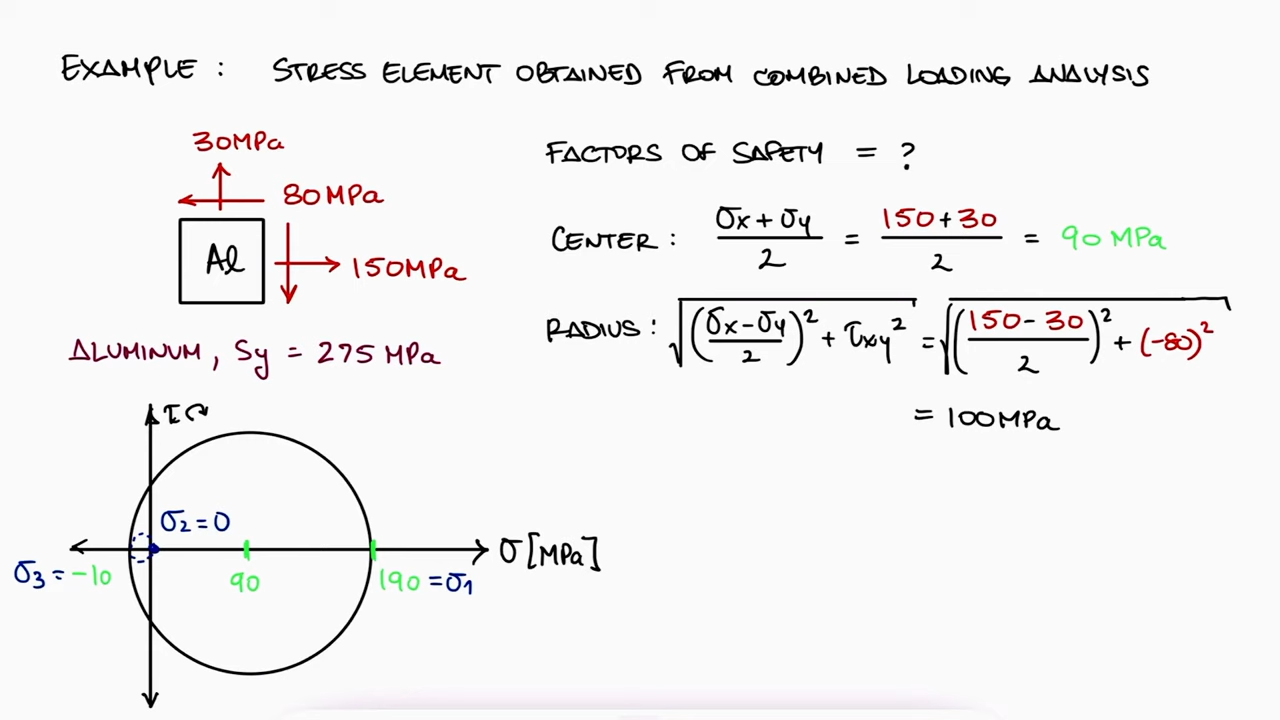 EXAMPLE : STRESS ELEMENT OBTAINED FROM COMBINED LOADING ANALYSIS
30MPa
80MPa
Al
150MPa
ALUMINUM, Sy = 275 MPa
FACTORS OF SAFETY = ?
CENTER : (σx + σy)/2 = (150+30)/2 = 90 MPa
RADIUS : √(((σx-σy)/2)² + τxy²) = √(((150-30)/2)² + (-80)²)
= 100MPa
τ
σ2=0
σ[MPa]
σ3=-10
90
190=σ1